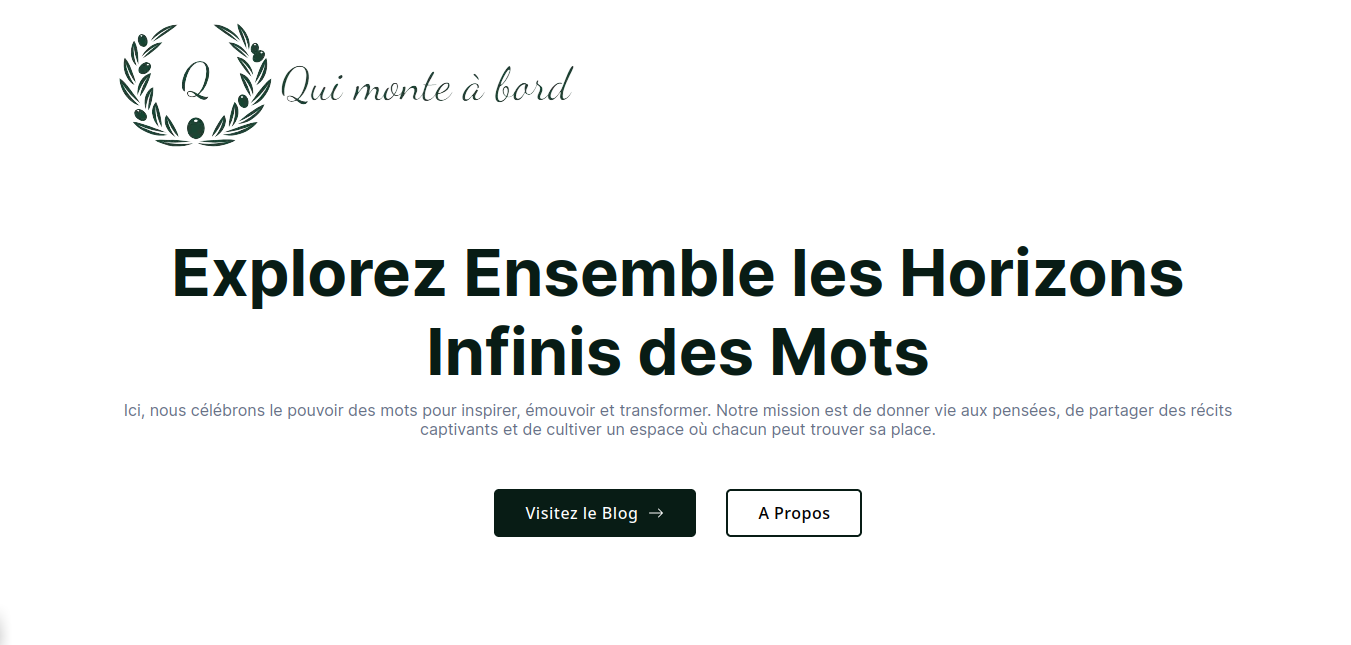 Q
Qui monte à bord
Explorez Ensemble les Horizons
Infinis des Mots
Ici, nous célébrons le pouvoir des mots pour inspirer, émouvoir et transformer. Notre mission est de donner vie aux pensées, de partager des récits
captivants et de cultiver un espace où chacun peut trouver sa place.
Visitez le Blog →
A Propos